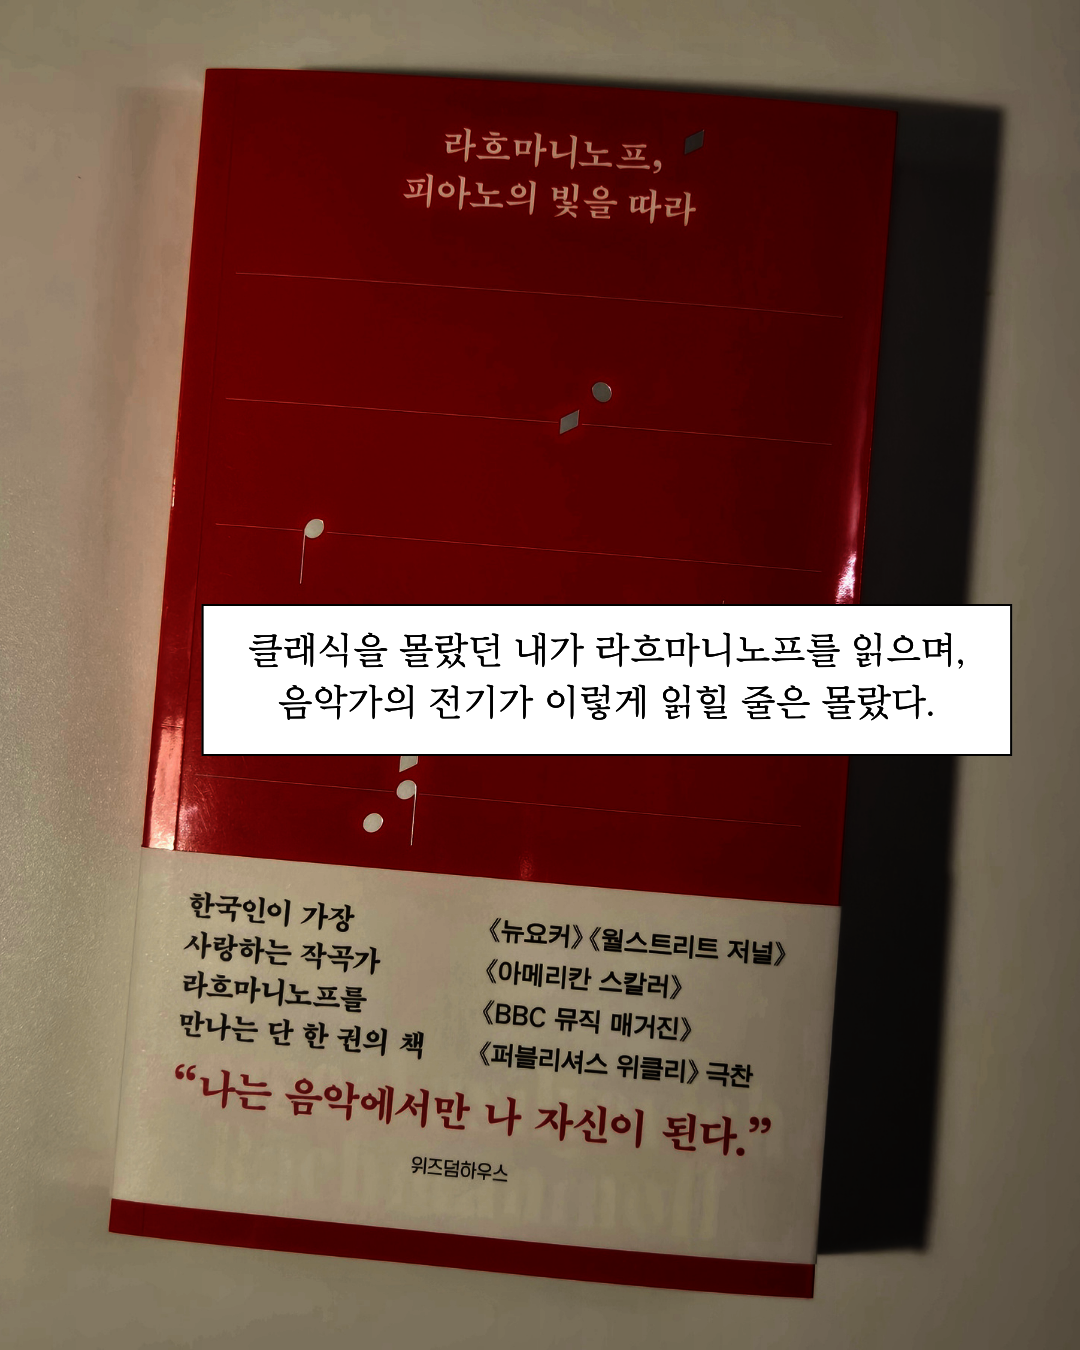 라흐마니노프,
피아노의 빛을 따라
클래식을 몰랐던 내가 라흐마니노프를 읽으며,
음악가의 전기가 이렇게 읽힐 줄은 몰랐다.
한국인이 가장
사랑하는 작곡가
라흐마니노프를
만나는 단 한 권의 책
《뉴요커》《월스트리트 저널》
《아메리칸 스칼러》
《BBC 뮤직 매거진》
《퍼블리셔스 위클리》 극찬
“나는 음악에서만 나 자신이 된다.”
위즈덤하우스